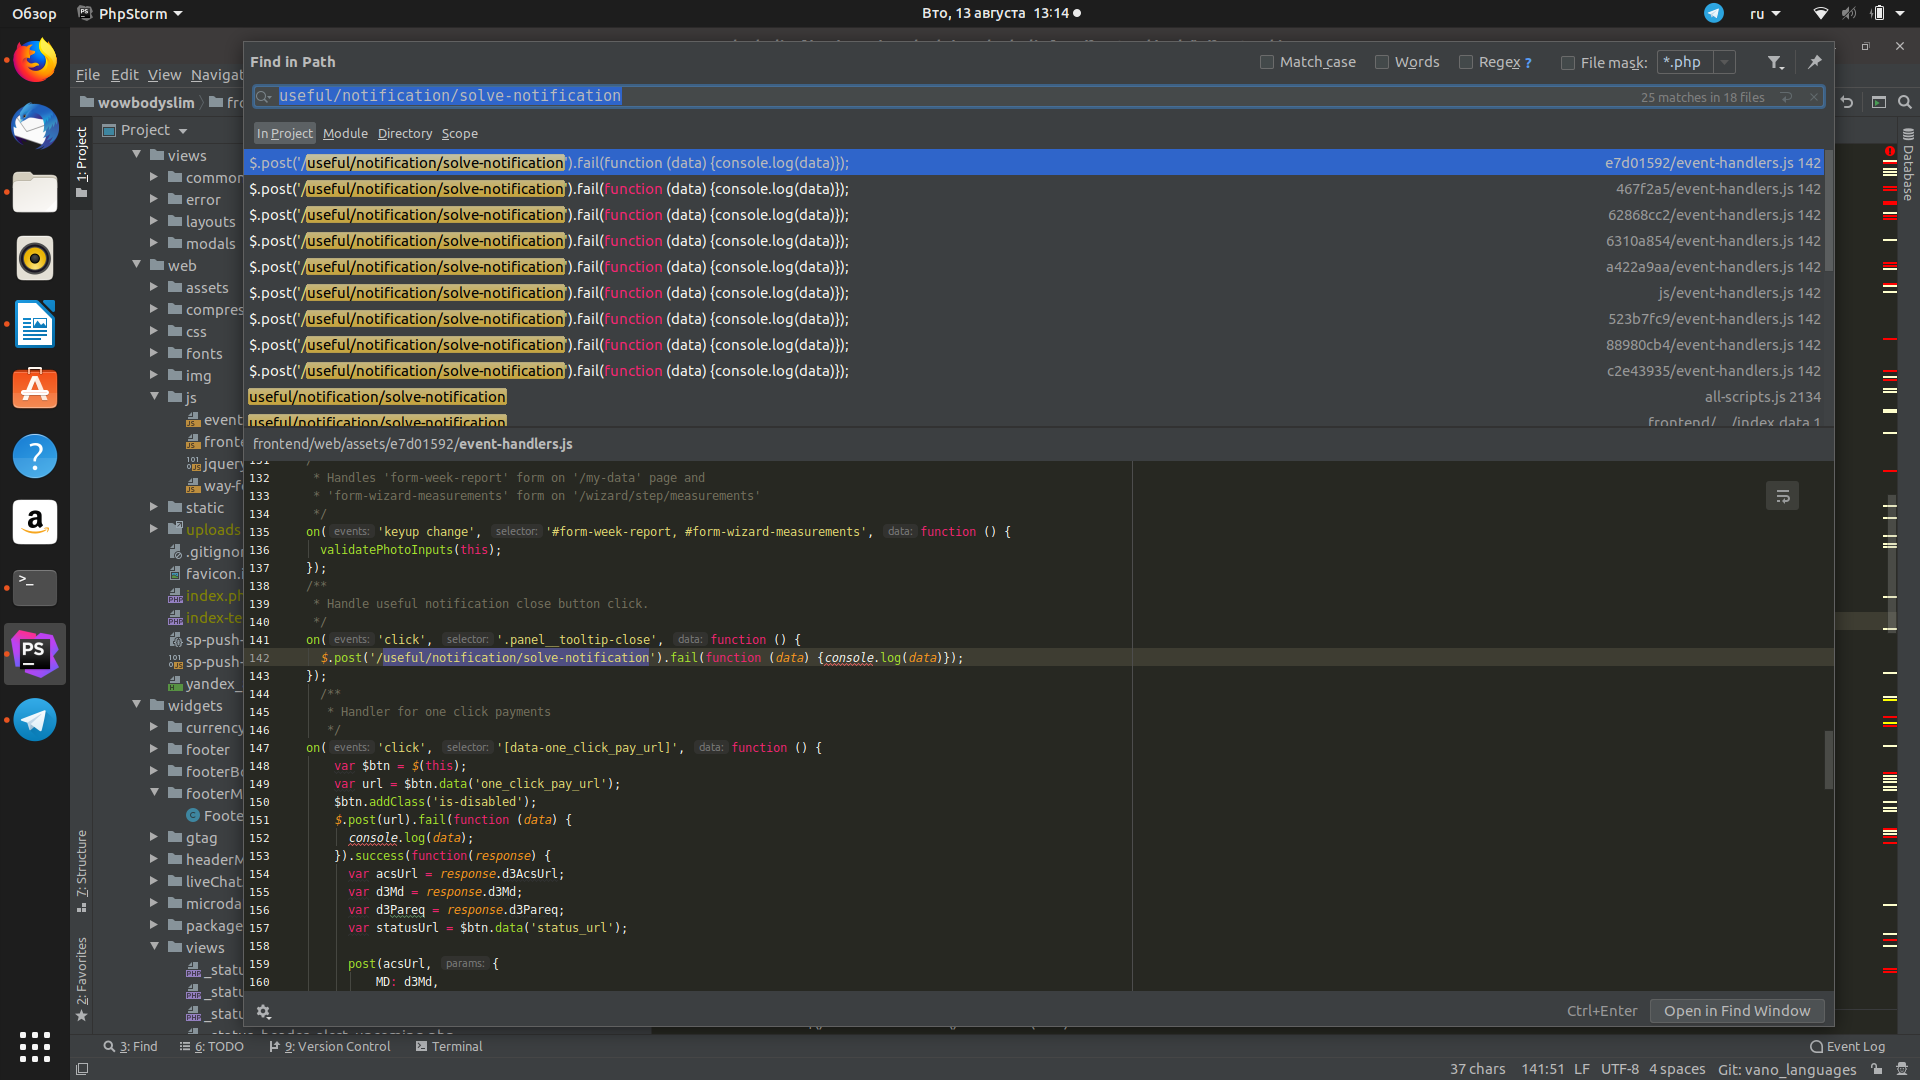 Обзор
PhpStorm
Вто, 13 августа 13:14
ru
File Edit View Navigat
wowbodyslim
fro
Project
1: Project
views
common
error
layouts
modals
web
assets
compres
css
fonts
img
js
event
fronte
jquery
way-f
static
uploads
.gitignor
favicon.i
index.ph
index-te
sp-push-
sp-push-
yandex_
widgets
currency
footer
footerBo
footerM
Foote
gtag
headerM
liveChat
microda
package
views
_statu
_statu
_statu
7: Structure
2: Favorites
Find in Path
Match case
Words
Regex ?
File mask:
*.php
useful/notification/solve-notification
25 matches in 18 files
In Project Module Directory Scope
$.post('/useful/notification/solve-notification').fail(function (data) {console.log(data)}); e7d01592/event-handlers.js 142
$.post('/useful/notification/solve-notification').fail(function (data) {console.log(data)}); 467f2a5/event-handlers.js 142
$.post('/useful/notification/solve-notification').fail(function (data) {console.log(data)}); 62868cc2/event-handlers.js 142
$.post('/useful/notification/solve-notification').fail(function (data) {console.log(data)}); 6310a854/event-handlers.js 142
$.post('/useful/notification/solve-notification').fail(function (data) {console.log(data)}); a422a9aa/event-handlers.js 142
$.post('/useful/notification/solve-notification').fail(function (data) {console.log(data)}); js/event-handlers.js 142
$.post('/useful/notification/solve-notification').fail(function (data) {console.log(data)}); 523b7fc9/event-handlers.js 142
$.post('/useful/notification/solve-notification').fail(function (data) {console.log(data)}); 88980cb4/event-handlers.js 142
$.post('/useful/notification/solve-notification').fail(function (data) {console.log(data)}); c2e43935/event-handlers.js 142
useful/notification/solve-notification all-scripts.js 2134
useful/notification/solve-notification frontend/.../index.data 1
frontend/web/assets/e7d01592/event-handlers.js
131
132 * Handles 'form-week-report' form on '/my-data' page and
133 * 'form-wizard-measurements' form on '/wizard/step/measurements'
134 */
135 on( events: 'keyup change', selector: '#form-week-report, #form-wizard-measurements', data: function () {
136 validatePhotoInputs(this);
137 });
138 /**
139 * Handle useful notification close button click.
140 */
141 on( events: 'click', selector: '.panel__tooltip-close', data: function () {
142 $.post('/useful/notification/solve-notification').fail(function (data) {console.log(data)});
143 });
144 /**
145 * Handler for one click payments
146 */
147 on( events: 'click', selector: '[data-one_click_pay_url]', data: function () {
148 var $btn = $(this);
149 var url = $btn.data('one_click_pay_url');
150 $btn.addClass('is-disabled');
151 $.post(url).fail(function (data) {
152 console.log(data);
153 }).success(function(response) {
154 var acsUrl = response.d3AcsUrl;
155 var d3Md = response.d3Md;
156 var d3Pareq = response.d3Pareq;
157 var statusUrl = $btn.data('status_url');
158
159 post(acsUrl, params: {
160 MD: d3Md,
Ctrl+Enter
Open in Find Window
Database
3: Find
6: TODO
9: Version Control
Terminal
Event Log
37 chars 141:51 LF UTF-8 4 spaces Git: vano_languages